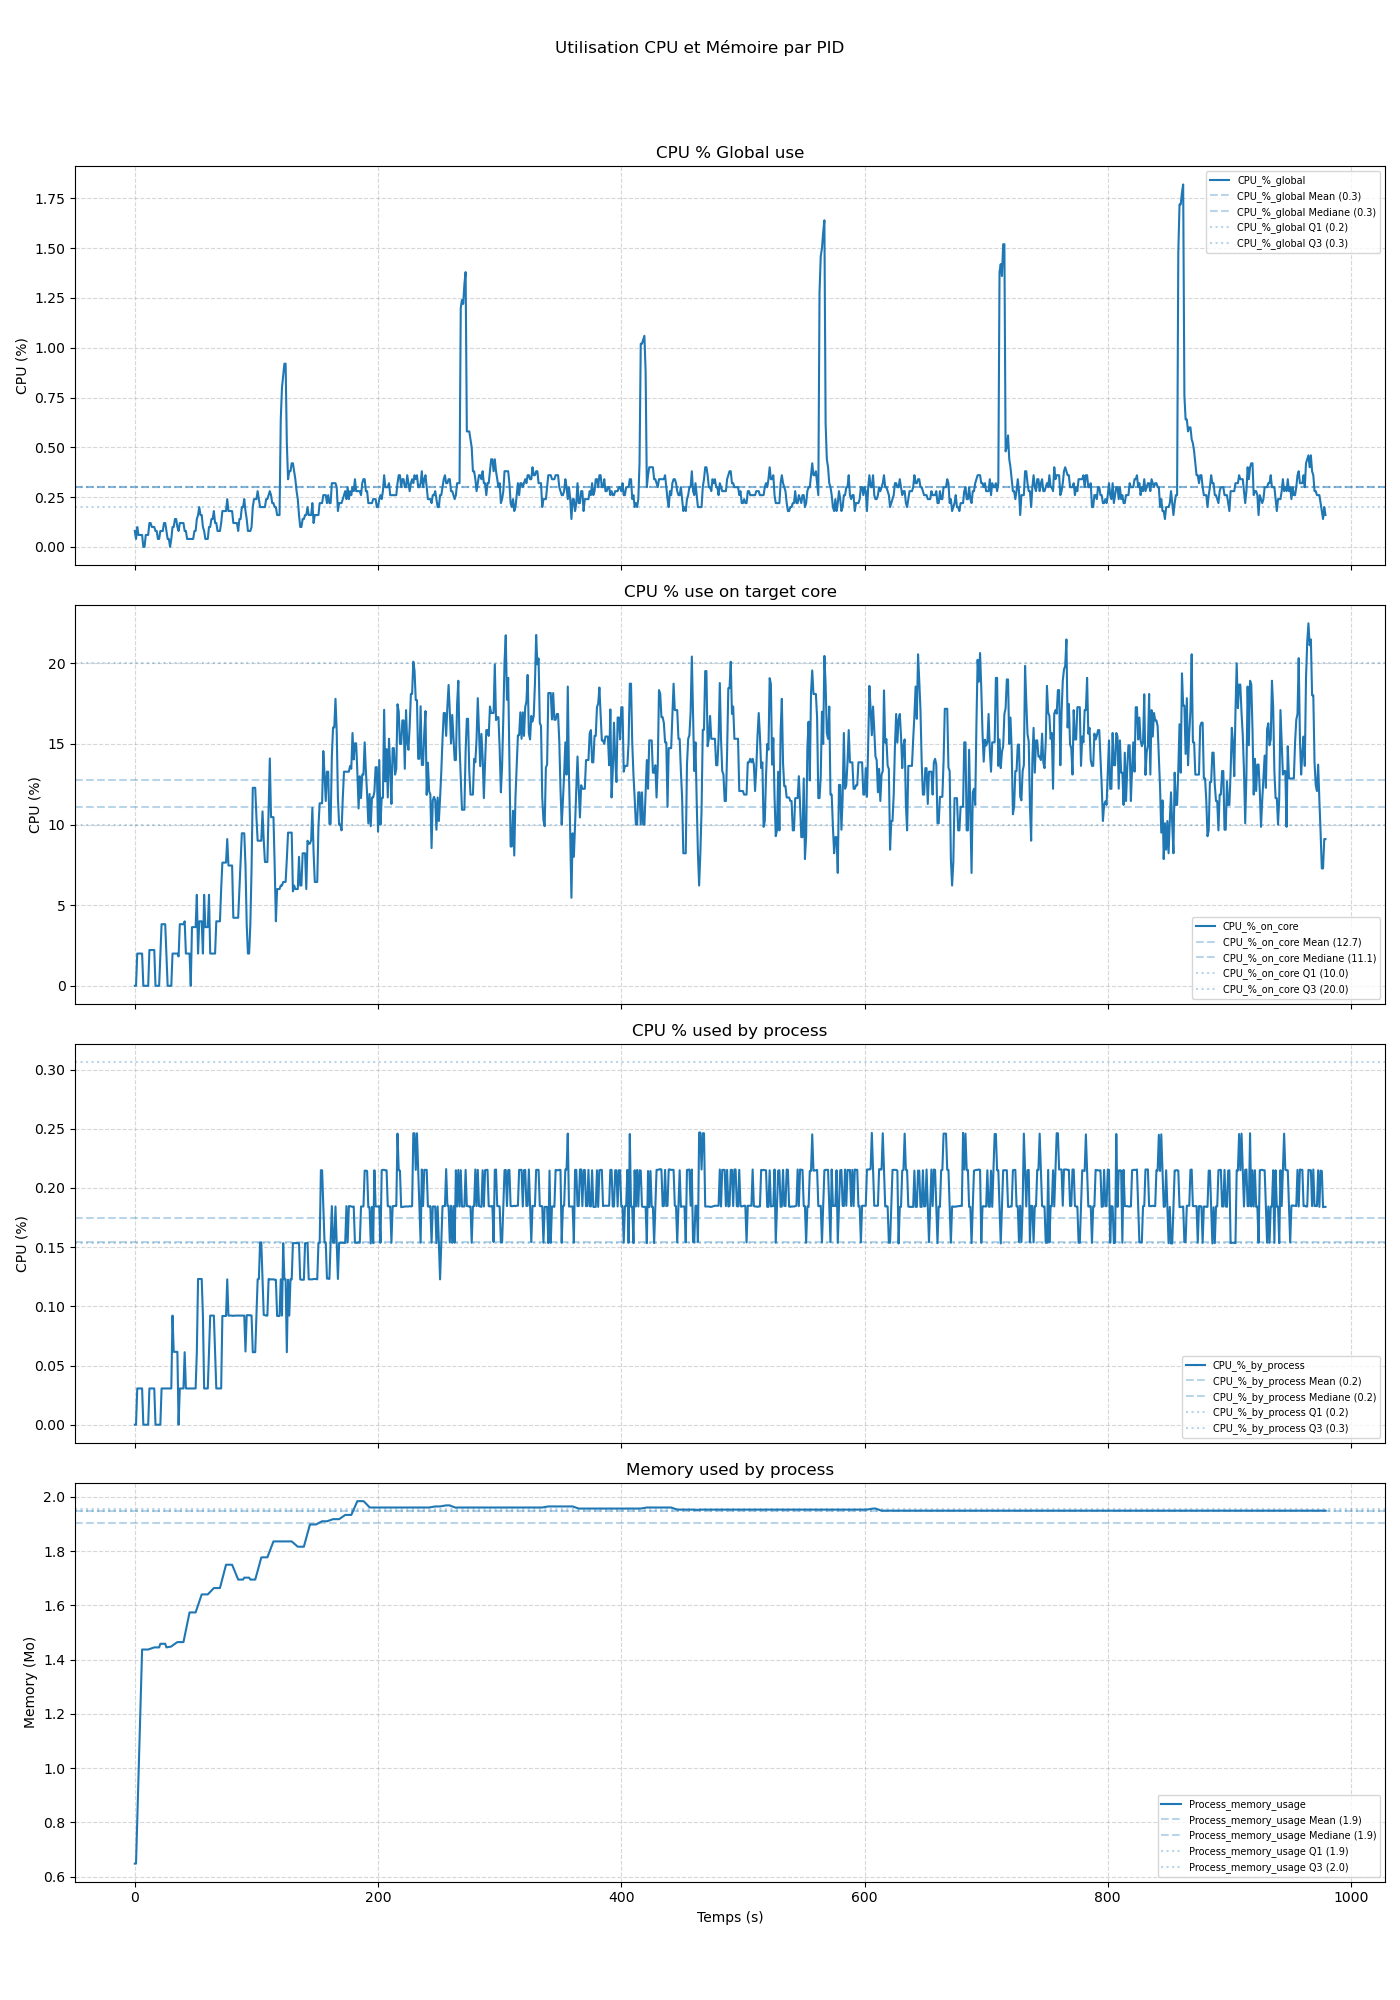 Utilisation CPU et Mémoire par PID
CPU % Global use
CPU (%)
1.75
1.50
1.25
1.00
0.75
0.50
0.25
0.00
CPU_%_global
CPU_%_global Mean (0.3)
CPU_%_global Mediane (0.3)
CPU_%_global Q1 (0.2)
CPU_%_global Q3 (0.3)
CPU % use on target core
CPU (%)
20
15
10
5
0
CPU_%_on_core
CPU_%_on_core Mean (12.7)
CPU_%_on_core Mediane (11.1)
CPU_%_on_core Q1 (10.0)
CPU_%_on_core Q3 (20.0)
CPU % used by process
CPU (%)
0.30
0.25
0.20
0.15
0.10
0.05
0.00
CPU_%_by_process
CPU_%_by_process Mean (0.2)
CPU_%_by_process Mediane (0.2)
CPU_%_by_process Q1 (0.2)
CPU_%_by_process Q3 (0.3)
Memory used by process
Memory (Mo)
2.0
1.8
1.6
1.4
1.2
1.0
0.8
0.6
Process_memory_usage
Process_memory_usage Mean (1.9)
Process_memory_usage Mediane (1.9)
Process_memory_usage Q1 (1.9)
Process_memory_usage Q3 (2.0)
0 200 400 600 800 1000
Temps (s)